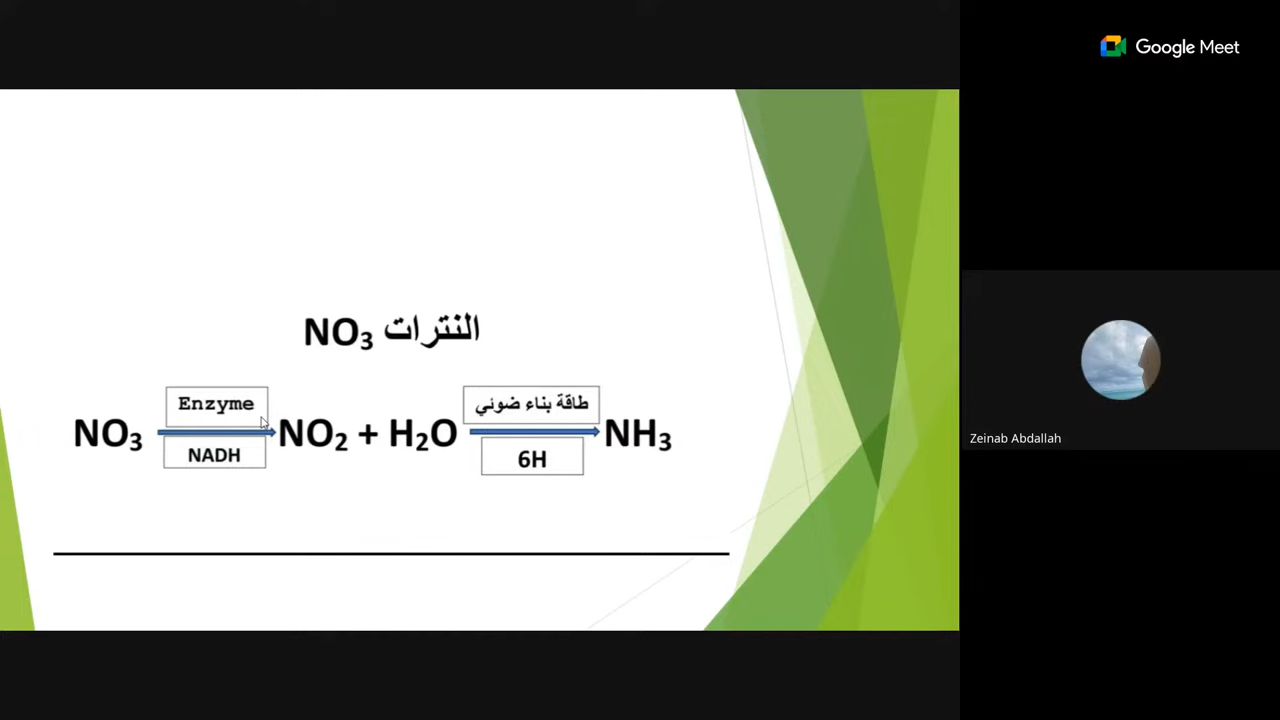 Google Meet
النترات NO₃
Enzyme
طاقة بناء ضوئي
NO₃ NO₂ + H₂O NH₃
NADH
6H
Zeinab Abdallah